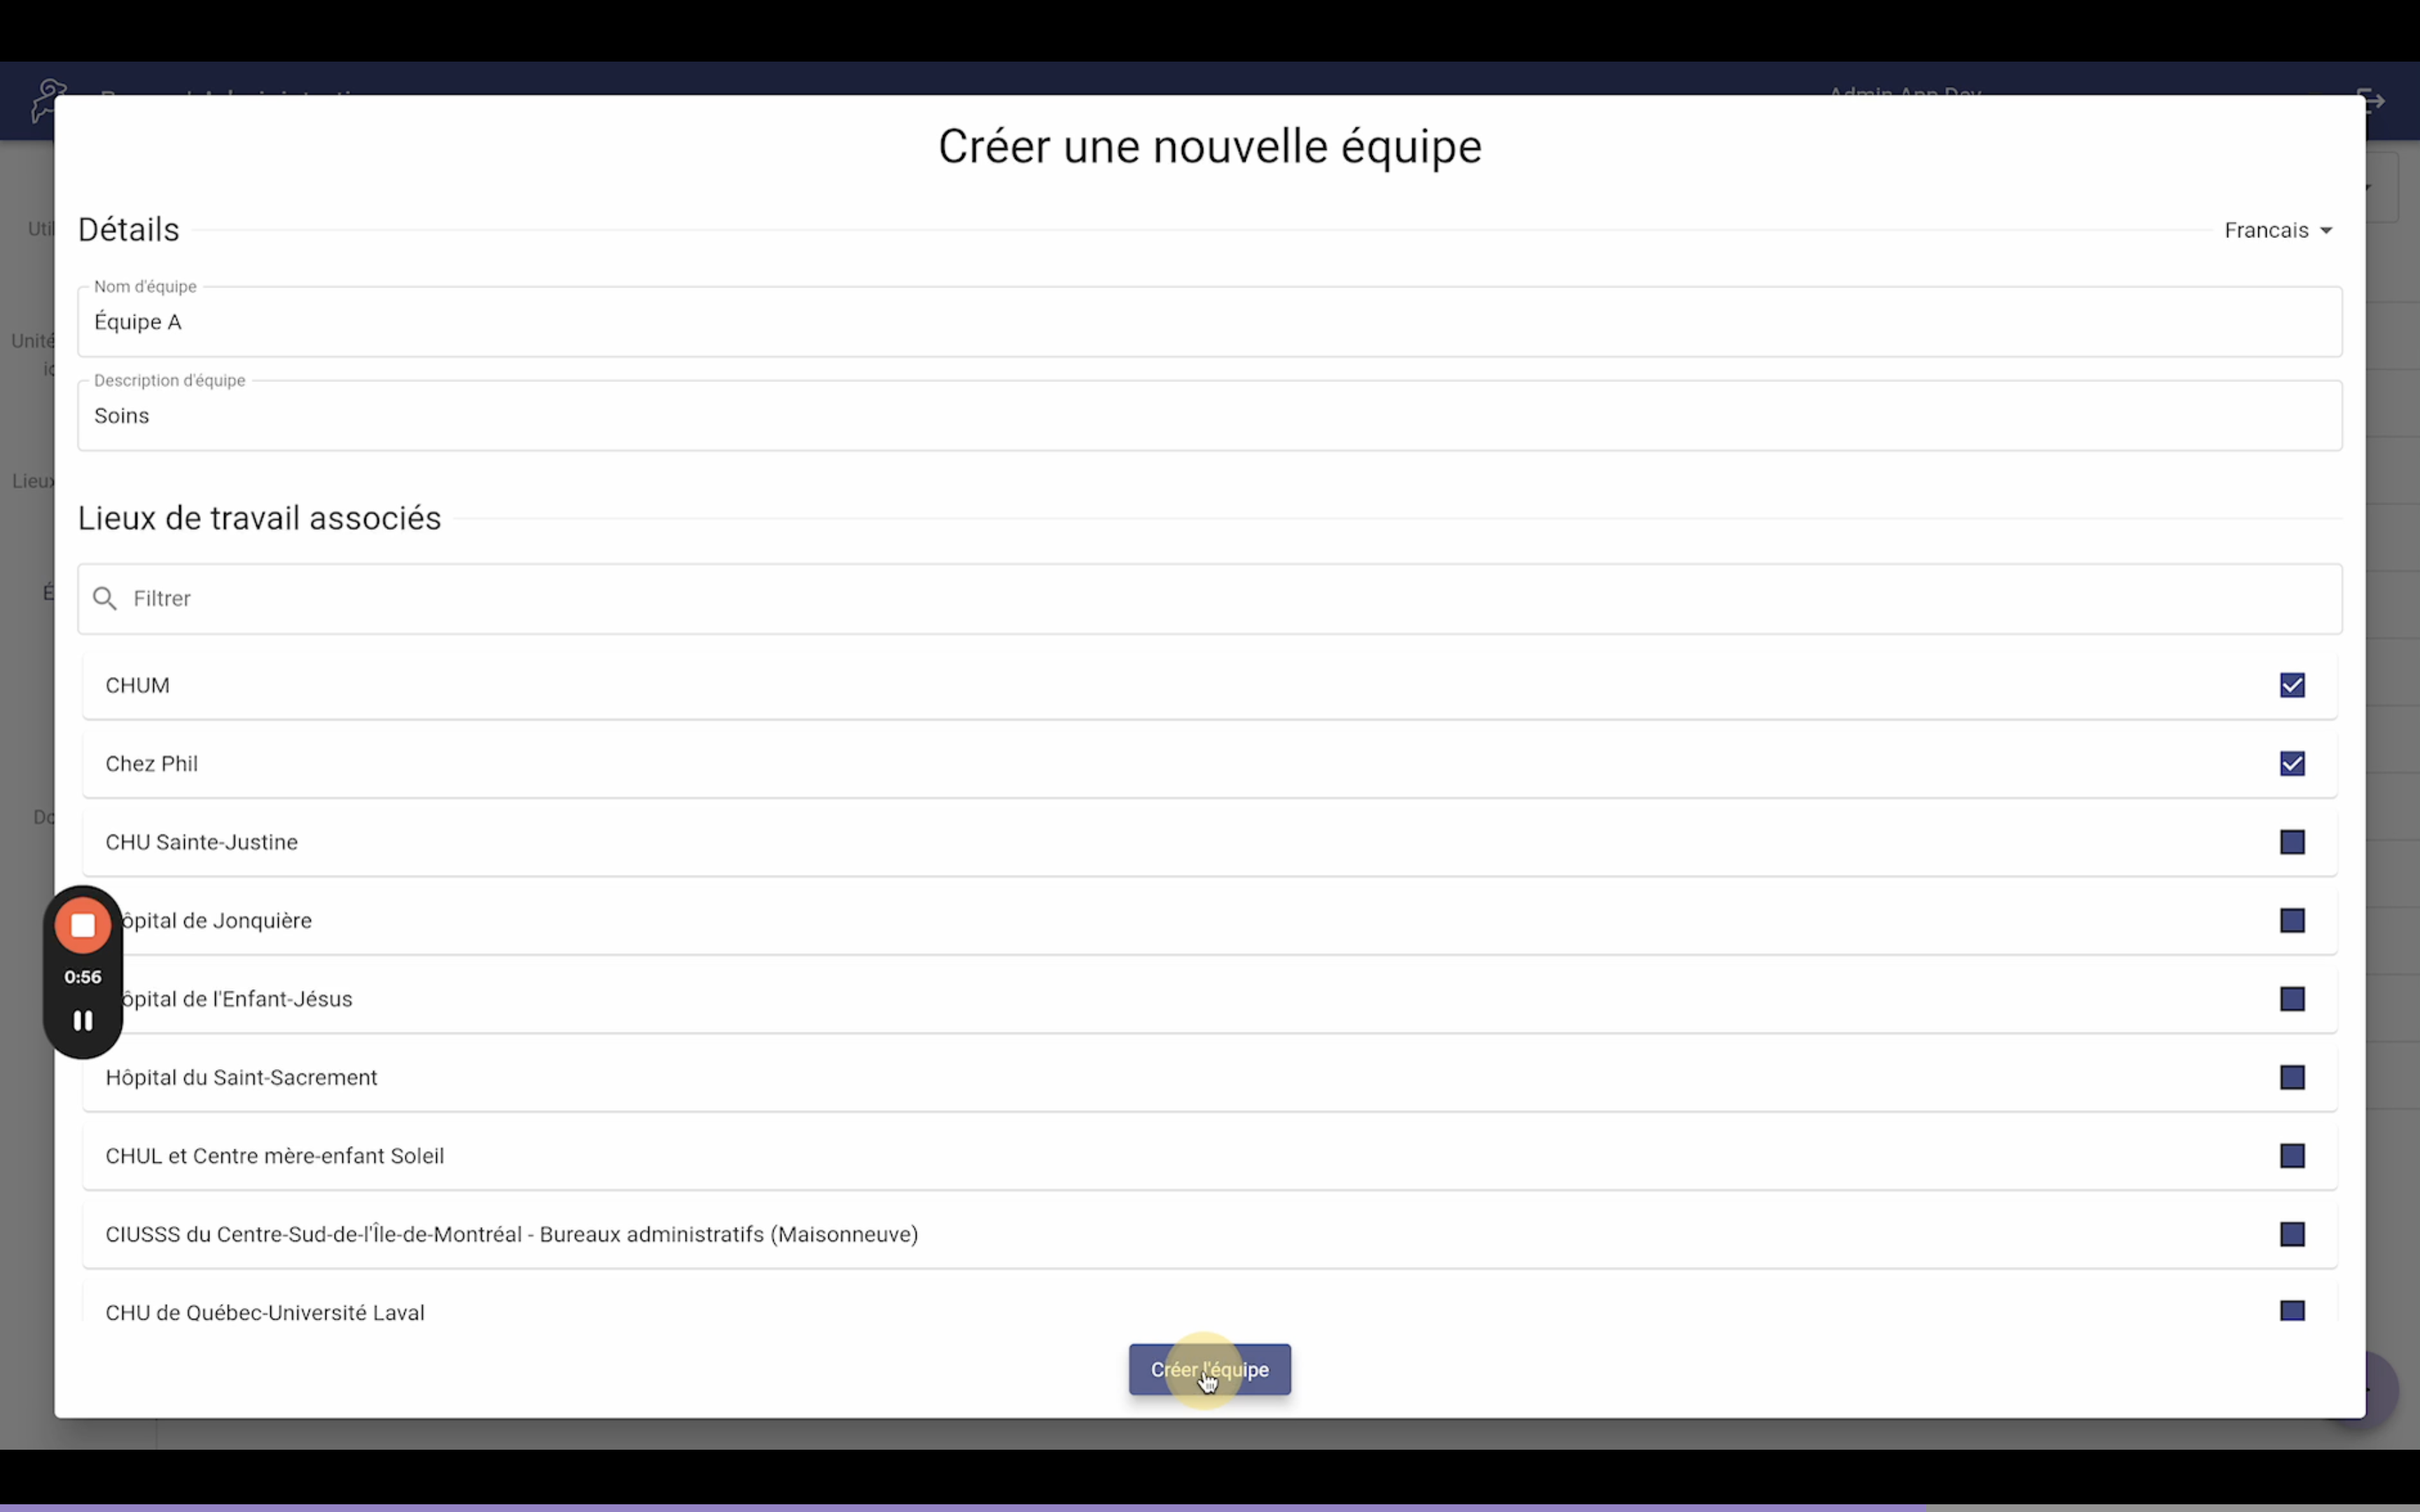 Créer une nouvelle équipe
Détails
Francais
Nom d'équipe
Équipe A
Description d'équipe
Soins
Lieux de travail associés
Filtrer
CHUM
Chez Phil
CHU Sainte-Justine
ôpital de Jonquière
ôpital de l'Enfant-Jésus
0:56
Hôpital du Saint-Sacrement
CHUL et Centre mère-enfant Soleil
CIUSSS du Centre-Sud-de-l'Île-de-Montréal - Bureaux administratifs (Maisonneuve)
CHU de Québec-Université Laval
Créer l'équipe